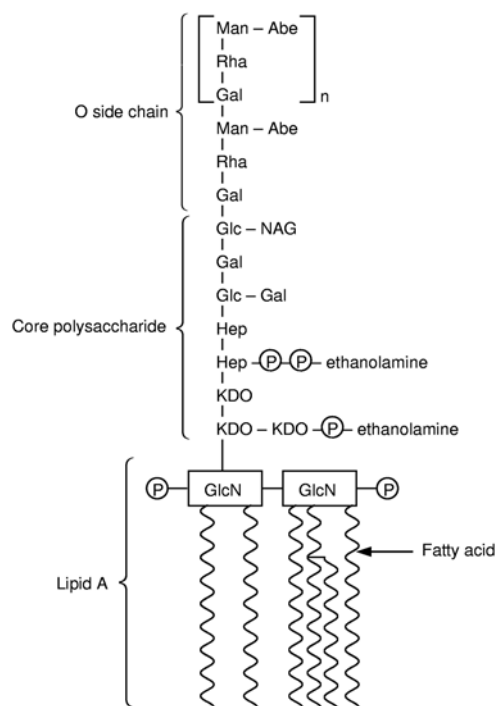 Man – Abe
Rha
Gal
n
O side chain
Man – Abe
Rha
Gal
Glc – NAG
Gal
Glc – Gal
Core polysaccharide
Hep
Hep – P – P – ethanolamine
KDO
KDO – KDO – P – ethanolamine
P GlcN GlcN P
Fatty acid
Lipid A